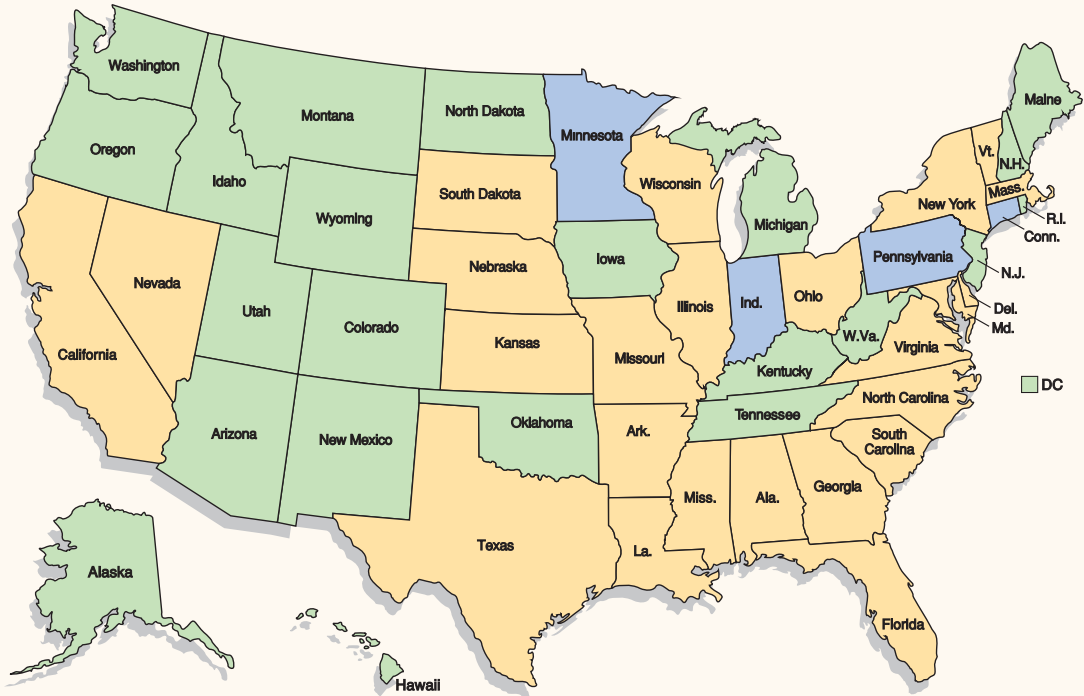 Washington
Oregon
Idaho
Montana
Wyoming
North Dakota
South Dakota
Minnesota
Wisconsin
Michigan
Maine
Vt.
N.H.
Mass.
New York
R.I.
Conn.
Pennsylvania
N.J.
Del.
Md.
California
Nevada
Utah
Colorado
Nebraska
Kansas
Iowa
Missouri
Illinois
Ind.
Ohio
W.Va.
Virginia
Kentucky
Tennessee
North Carolina
South
Carolina
Arizona
New Mexico
Oklahoma
Texas
Ark.
La.
Miss.
Ala.
Georgia
Florida
DC
Alaska
Hawaii